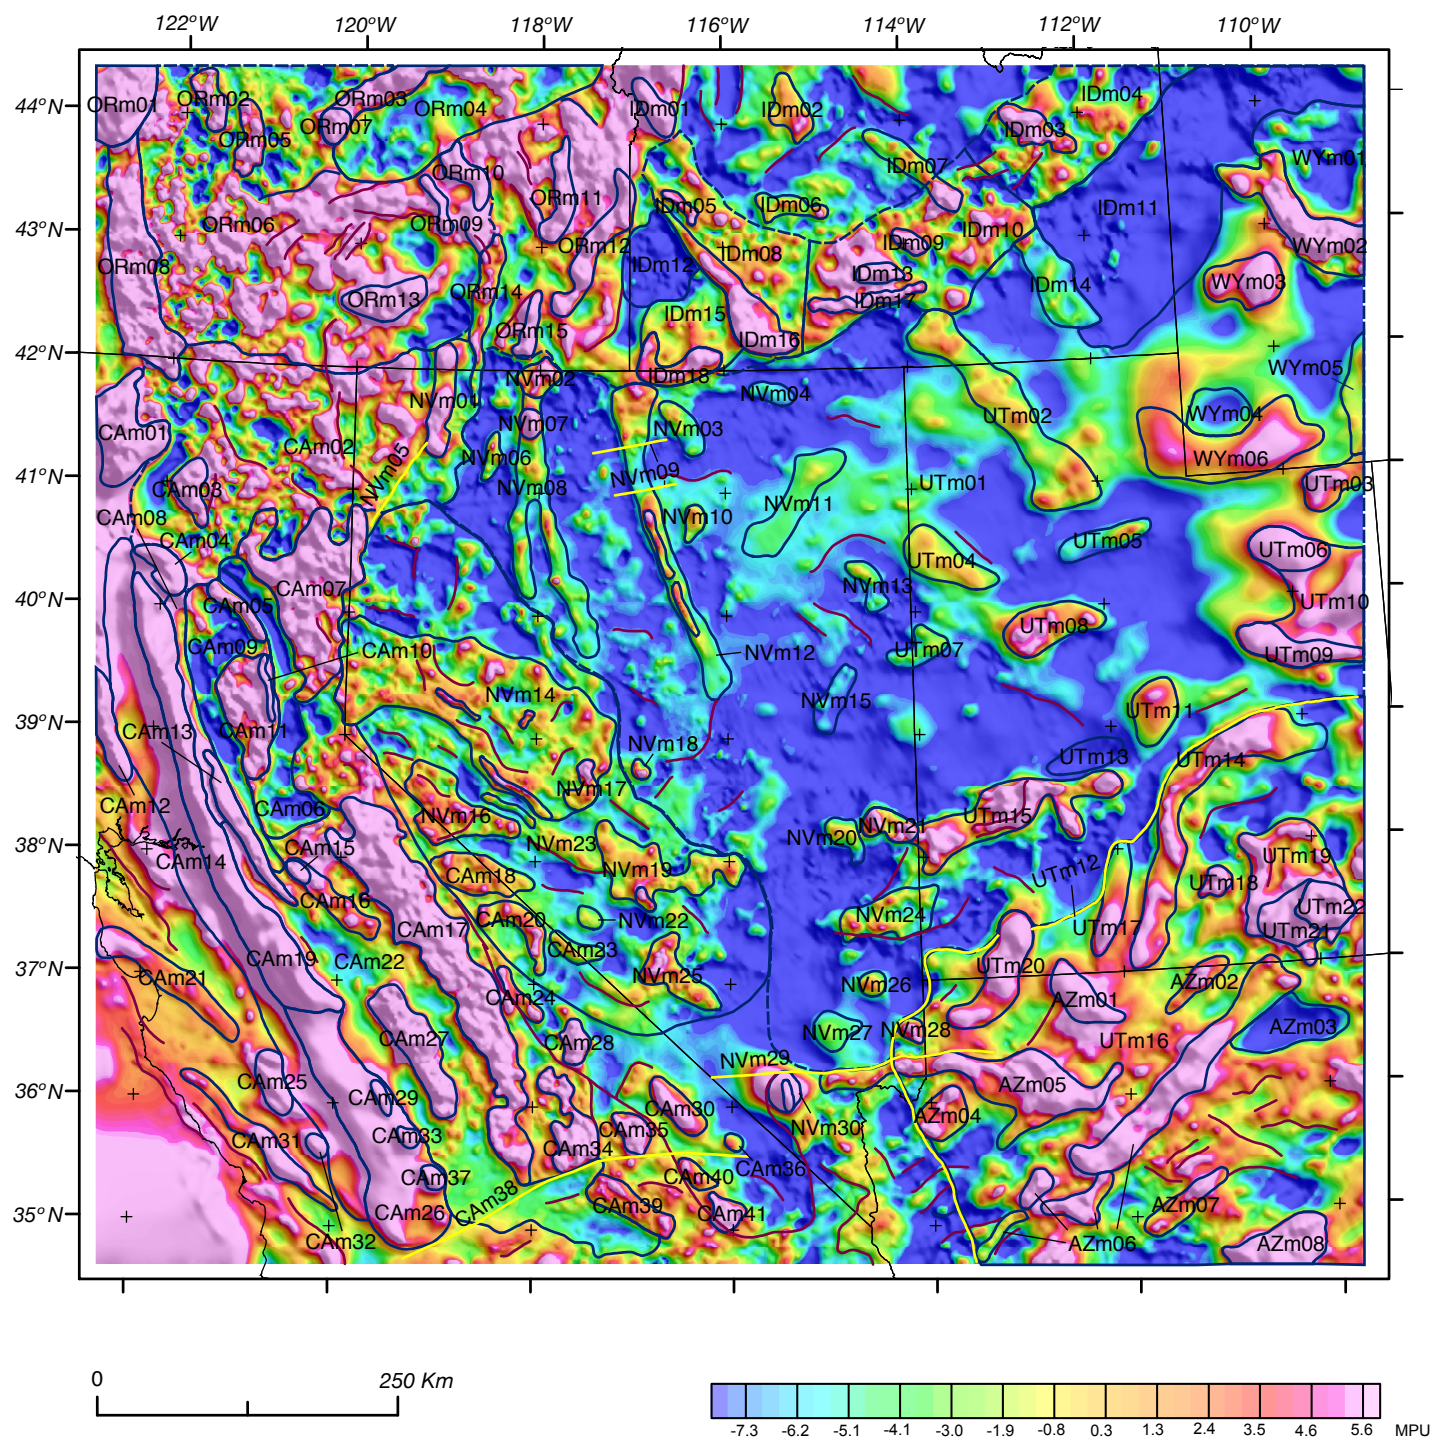 122°W 120°W 118°W 116°W 114°W 112°W 110°W
44°N
43°N
42°N
41°N
40°N
39°N
38°N
37°N
36°N
35°N
ORm01 ORm02 ORm03 ORm04 IDm01 IDm02 IDm04
ORm05 ORm07 IDm03
ORm10 IDm07 WYm01
ORm11 IDm05 IDm06 IDm11
ORm06 ORm09 IDm09 IDm10
ORm12 IDm08 WYm02
ORm08 IDm12 IDm13 IDm14 WYm03
ORm13 ORm14 IDm15 IDm17
ORm15 IDm16
IDm18 WYm05
NVm02 NVm04
NVm01 NVm07 NVm03 UTm02 WYm04
CAm01 CAm02
NVm05 NVm06 NVm09 WYm06
CAm03 NVm08 UTm01 UTm03
CAm08 NVm10 NVm11
CAm04 UTm05 UTm06
UTm04
CAm07 NVm13
CAm05 UTm10
UTm08
CAm09 CAm10 NVm12 UTm07 UTm09
NVm14 NVm15
UTm11
CAm13 CAm11 NVm18 UTm13 UTm14
NVm17
CAm12 CAm06 NVm16 UTm15
NVm20 NVm21
CAm14 CAm15 NVm23 UTm19
NVm19 UTm12
CAm18 UTm18
CAm16 UTm22
CAm20 NVm22 NVm24
CAm17 UTm17 UTm21
CAm19 CAm22 CAm23
CAm21 NVm25 UTm20
NVm26 AZm02
CAm24 AZm01
CAm27 CAm28 NVm27 NVm28 UTm16 AZm03
NVm29
CAm25 AZm05
CAm29 CAm30 AZm04
CAm31 CAm33 CAm35 NVm30
CAm34
CAm37 CAm40 CAm36
CAm38 CAm39 AZm07
CAm26 CAm41
CAm32 AZm06 AZm08
0 250 Km
-7.3 -6.2 -5.1 -4.1 -3.0 -1.9 -0.8 0.3 1.3 2.4 3.5 4.6 5.6 MPU